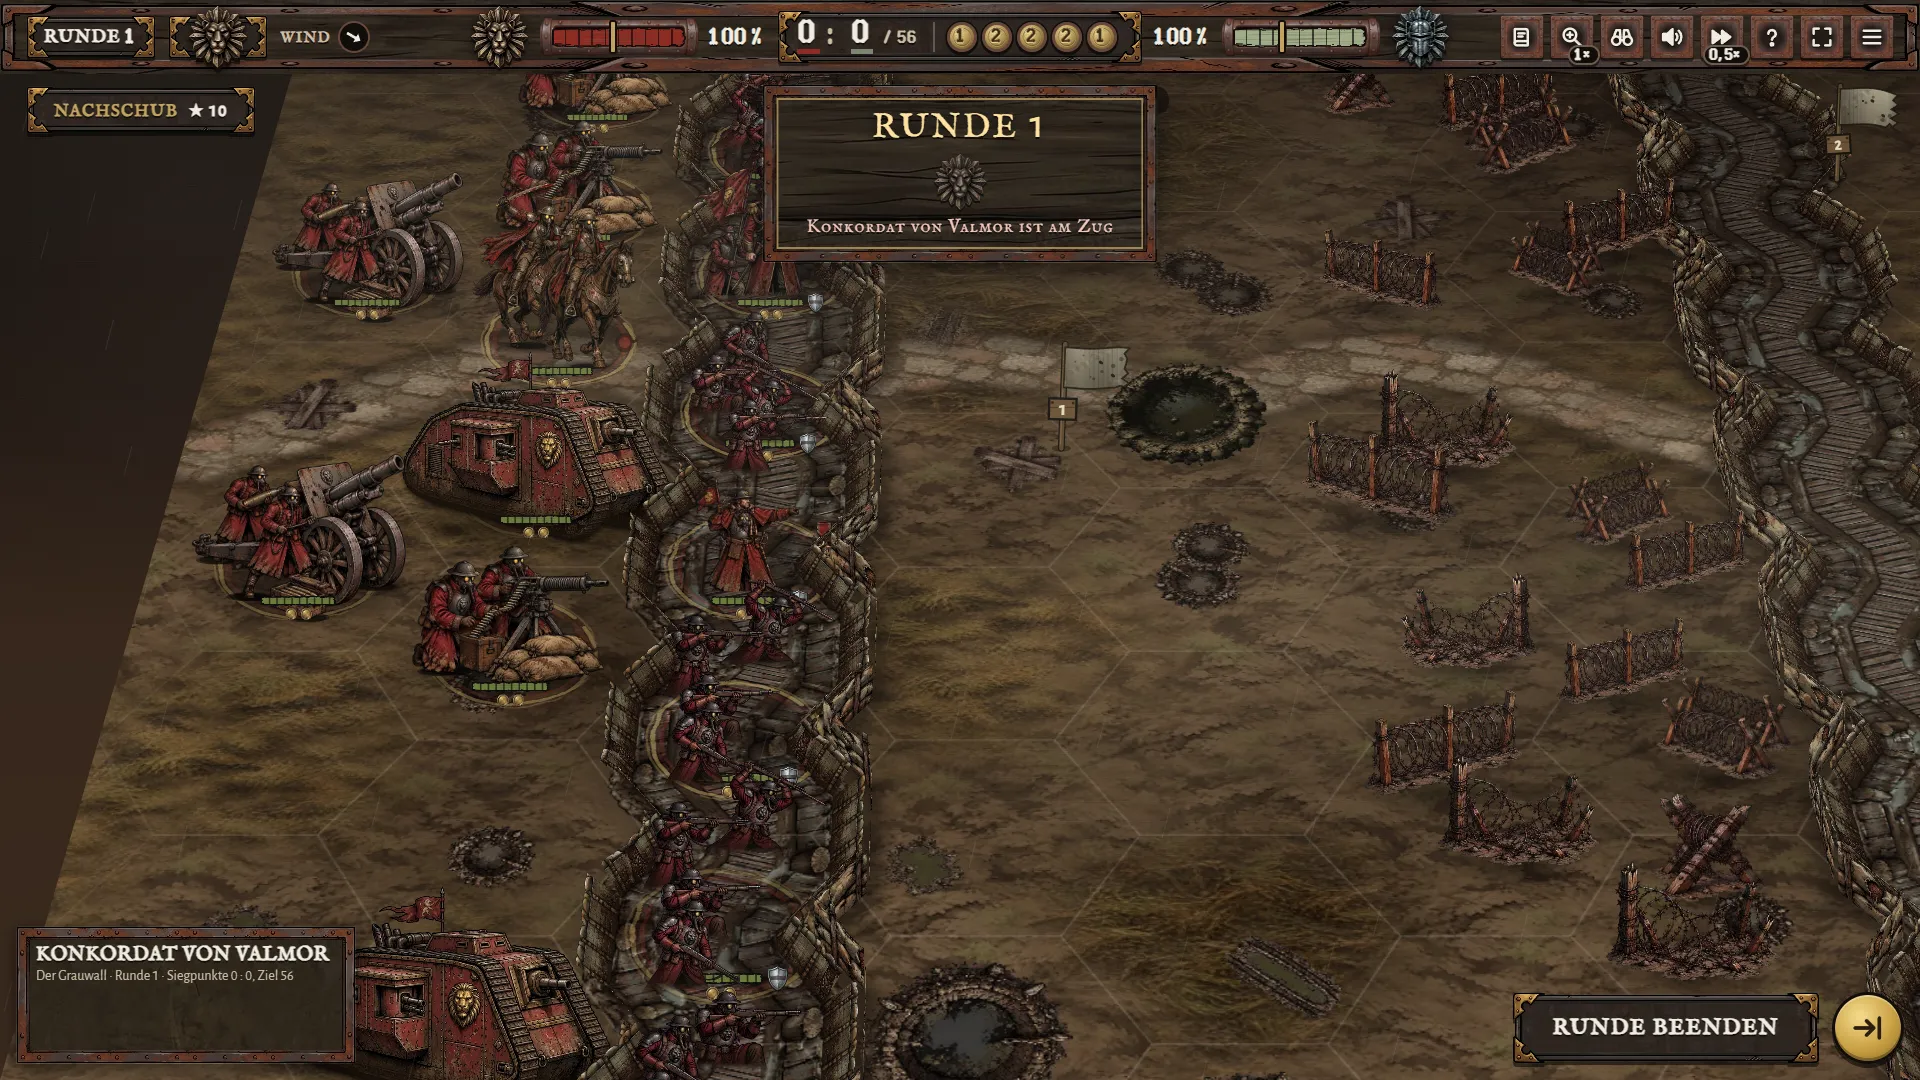 RUNDE 1
WIND
100%
0 : 0 / 56
1 2 2 2 1
100%
1×
0,5×
?
NACHSCHUB ★ 10
RUNDE 1
KONKORDAT VON VALMOR IST AM ZUG
2
1
KONKORDAT VON VALMOR
Der Grauwall · Runde 1 · Siegpunkte 0 : 0, Ziel 56
RUNDE BEENDEN